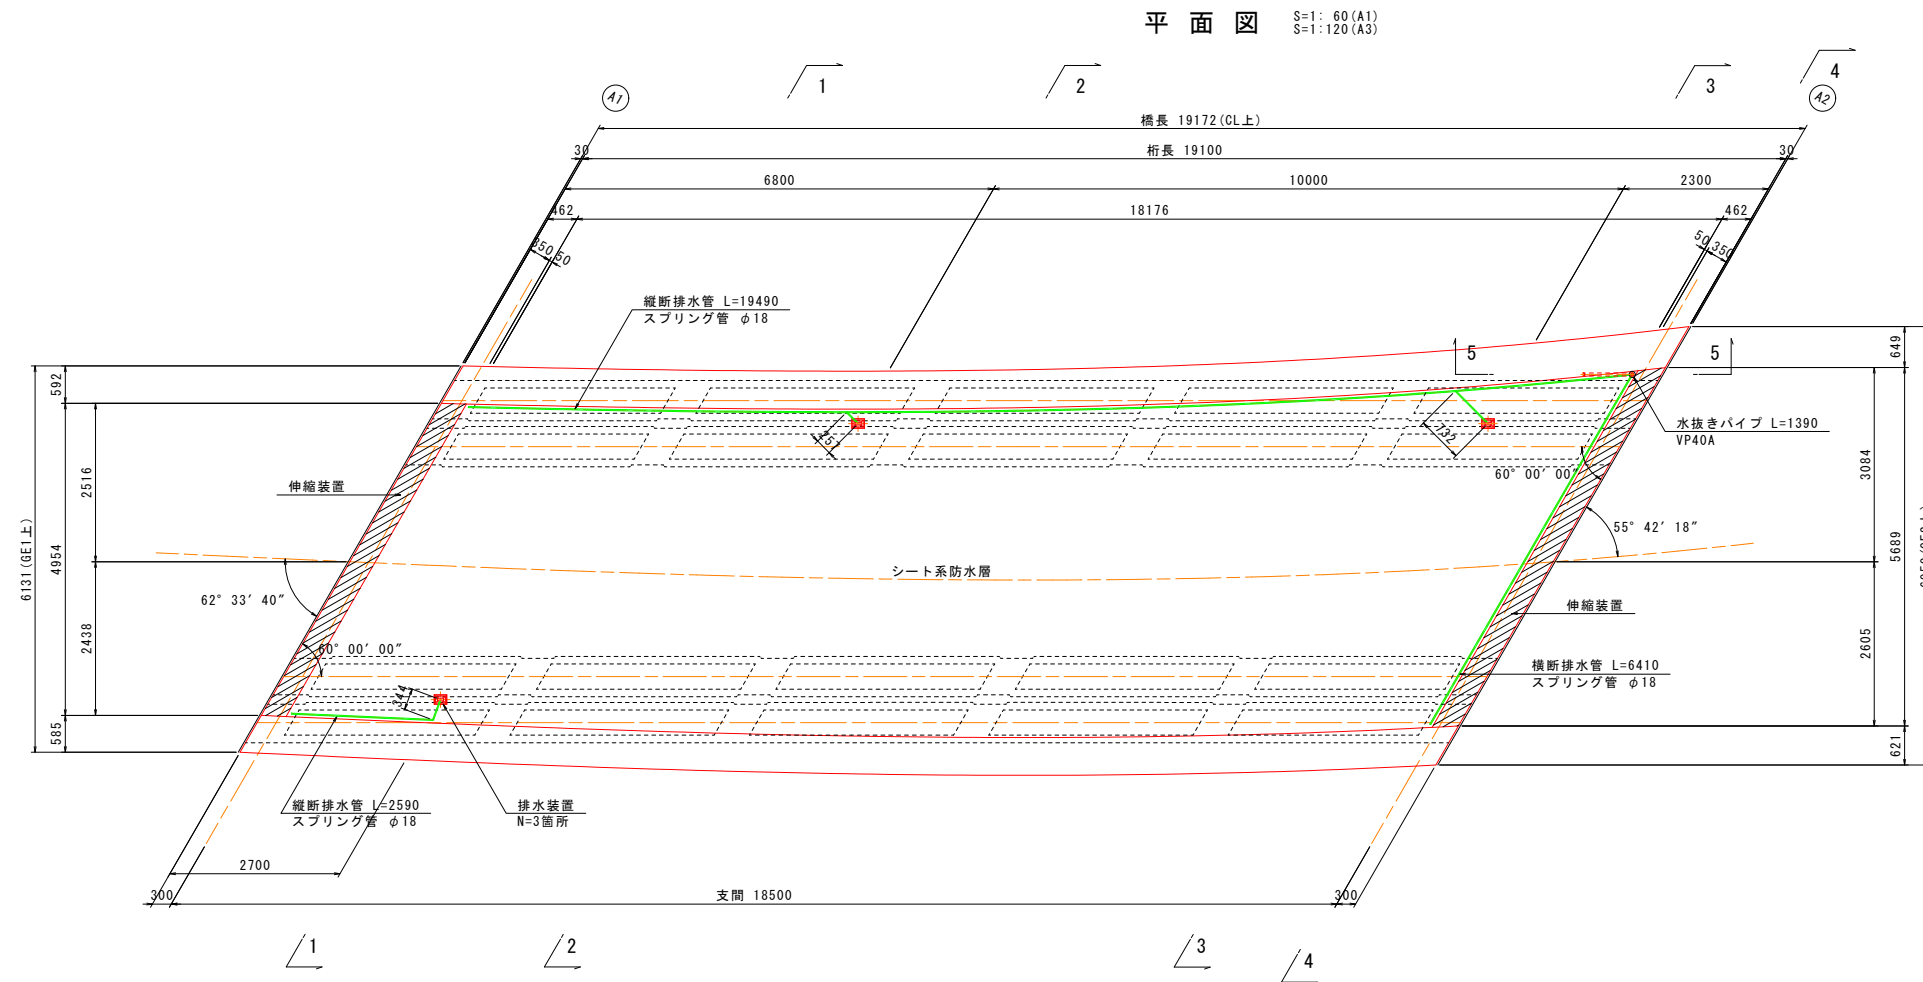 平 面 図
S=1: 60(A1)
S=1:120(A3)
1
2
3
4
A1
A2
橋長 19172(CL上)
30
桁長 19100
30
6800
10000
2300
462
18176
462
350
50
50
350
縦断排水管 L=19490
スプリング管 φ18
5
5
649
592
251
732
水抜きパイプ L=1390
VP40A
60° 00′ 00″
3084
2516
伸縮装置
55° 42′ 18″
6131(GE1上)
4954
シート系防水層
5689
62° 33′ 40″
伸縮装置
2438
60° 00′ 00″
2605
横断排水管 L=6410
スプリング管 φ18
344
585
621
縦断排水管 L=2590
スプリング管 φ18
排水装置
N=3箇所
2700
300
支間 18500
300
1
2
3
4